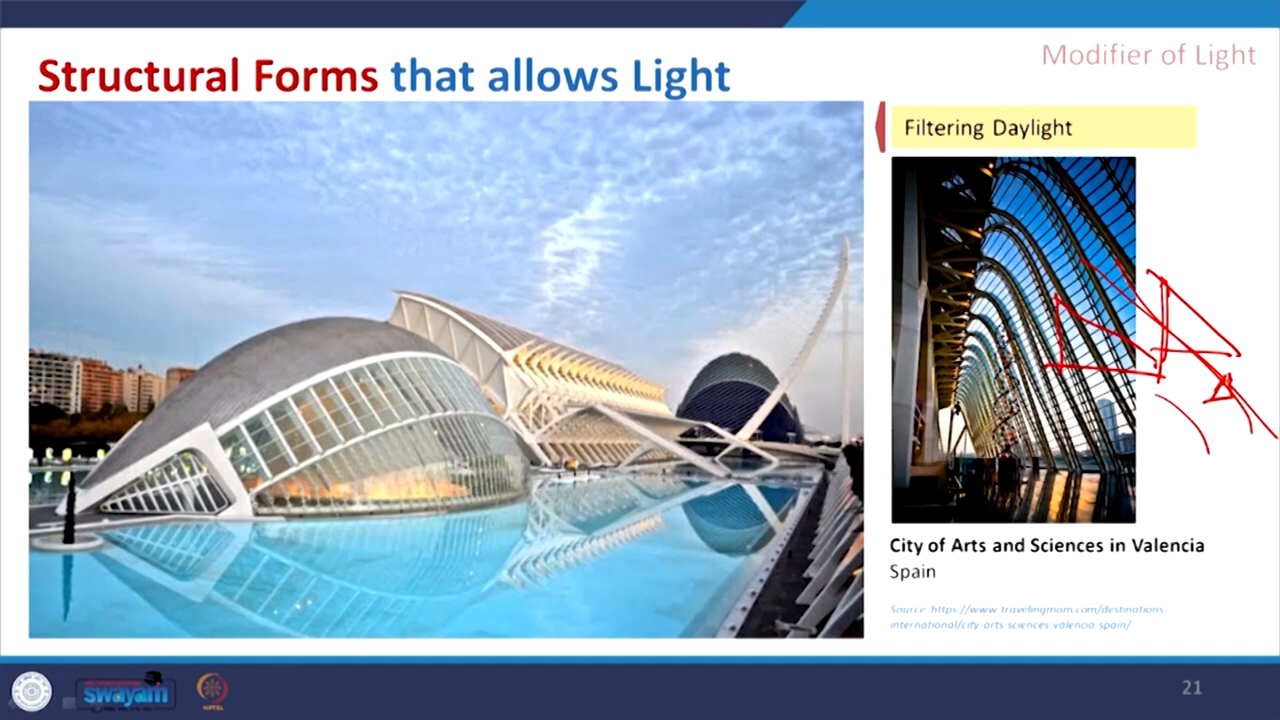 Modifier of Light
Structural Forms that allows Light
Filtering Daylight
City of Arts and Sciences in Valencia
Spain
Source: https://www.travelingmom.com/destinations-
international/city-arts-sciences-valencia-spain/
swayam
NPTEL
21